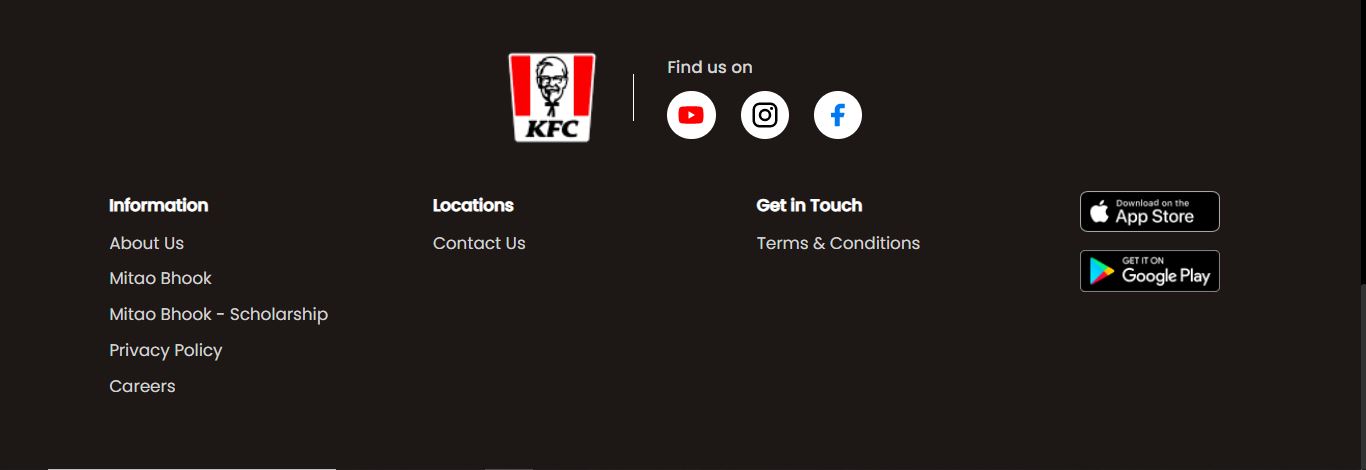 KFC
Find us on
Information
About Us
Mitao Bhook
Mitao Bhook - Scholarship
Privacy Policy
Careers
Locations
Contact Us
Get in Touch
Terms & Conditions
Download on the
App Store
GET IT ON
Google Play